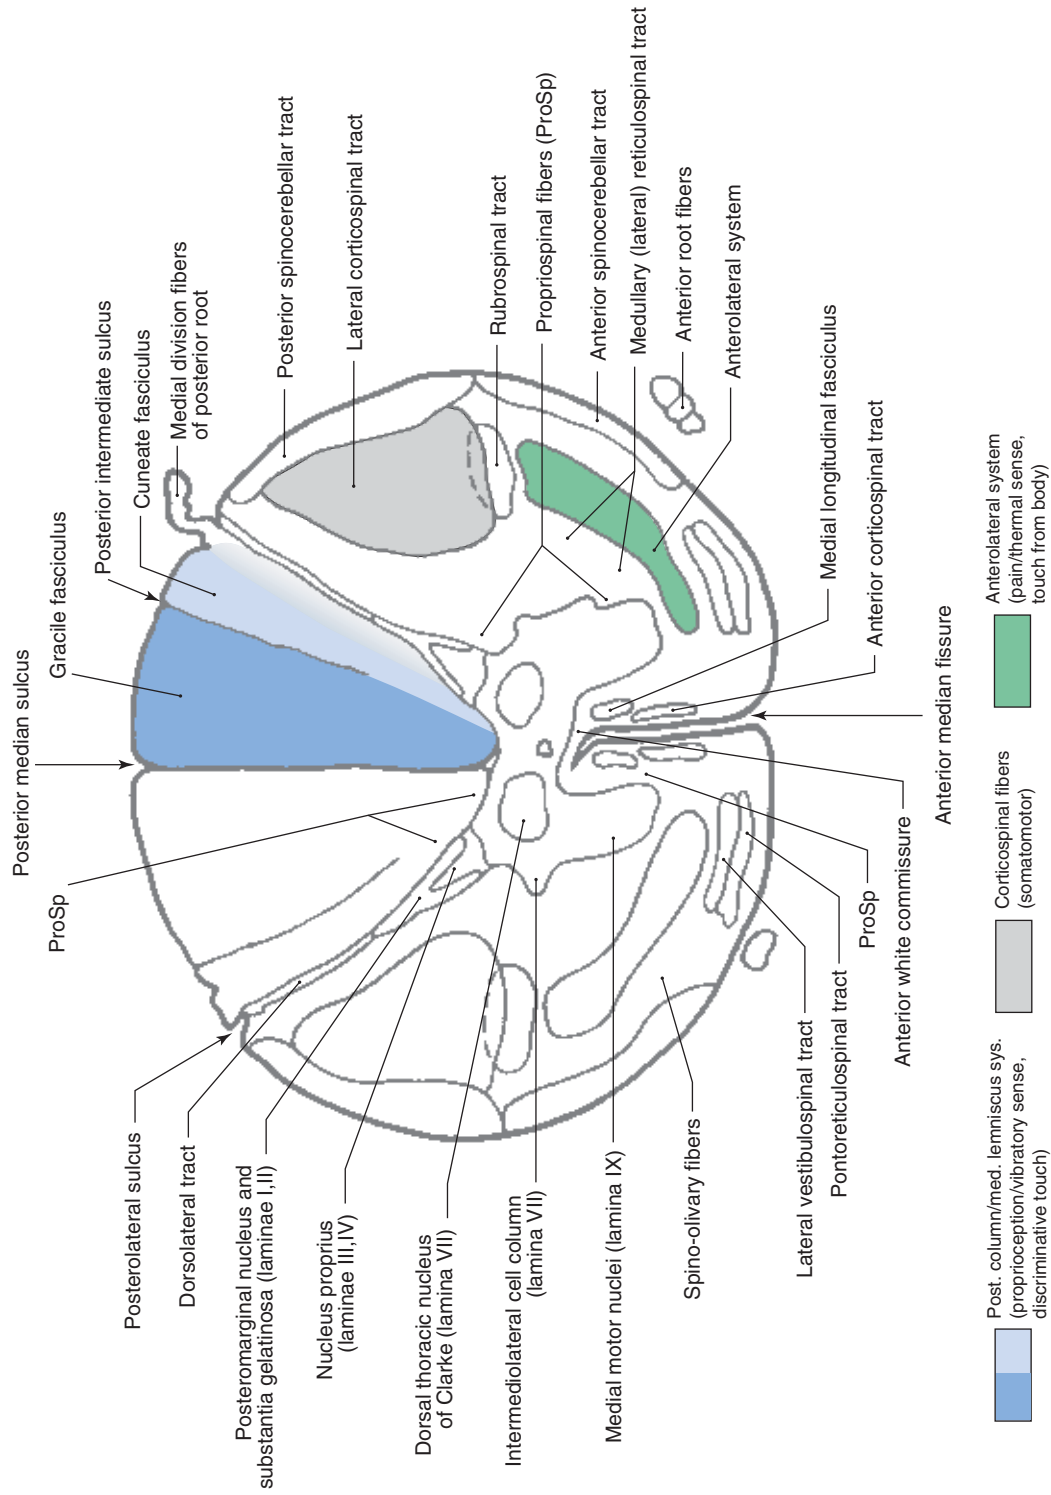 Posterior median sulcus
Gracile fasciculus
Posterior intermediate sulcus
Cuneate fasciculus
Medial division fibers
of posterior root
Posterior spinocerebellar tract
Lateral corticospinal tract
Rubrospinal tract
Propriospinal fibers (ProSp)
Anterior spinocerebellar tract
Medullary (lateral) reticulospinal tract
Anterior root fibers
Anterolateral system
Medial longitudinal fasciculus
Anterior corticospinal tract
Anterior median fissure
ProSp
Posterolateral sulcus
Dorsolateral tract
Posteromarginal nucleus and
substantia gelatinosa (laminae I,II)
Nucleus proprius
(laminae III,IV)
Dorsal thoracic nucleus
of Clarke (lamina VII)
Intermediolateral cell column
(lamina VII)
Medial motor nuclei (lamina IX)
Spino-olivary fibers
Lateral vestibulospinal tract
Pontoreticulospinal tract
ProSp
Anterior white commissure
Post. column/med. lemniscus sys.
(proprioception/vibratory sense,
discriminative touch)
Corticospinal fibers
(somatomotor)
Anterolateral system
(pain/thermal sense,
touch from body)